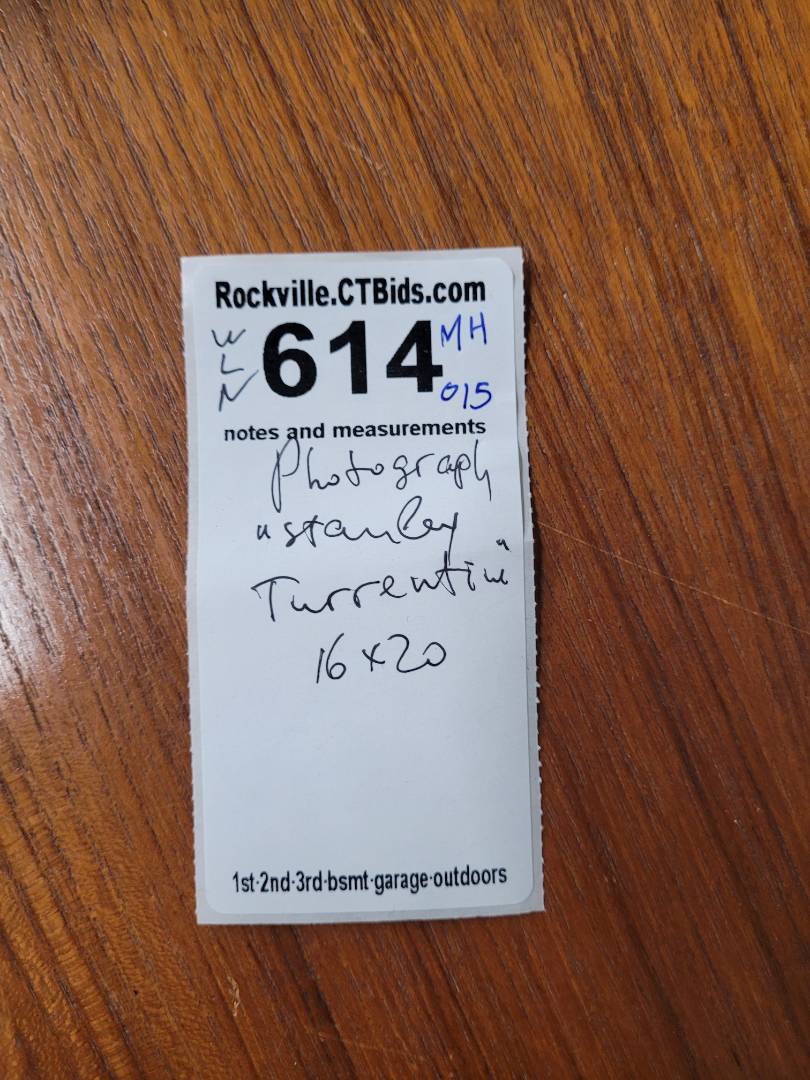 Rockville.CTBids.com
W
L
N
614
MH
015
notes and measurements
Photograph
"Stanley
Turrentine"
16x20
1st·2nd·3rd·bsmt·garage·outdoors